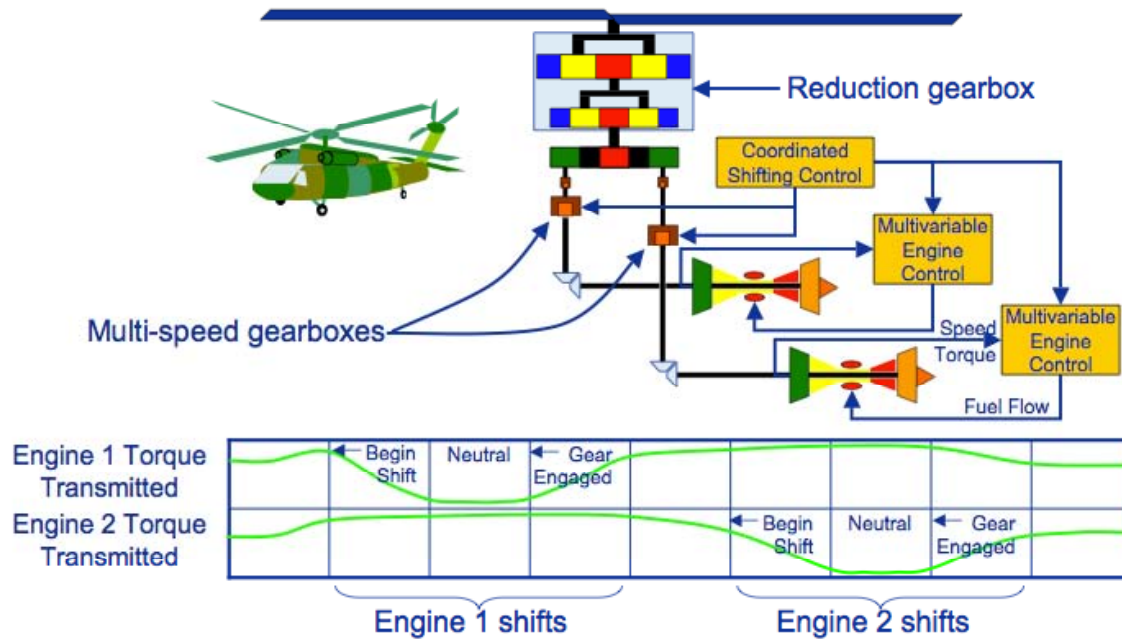 Reduction gearbox
Coordinated
Shifting Control
Multivariable
Engine
Control
Multi-speed gearboxes
Speed
Torque
Multivariable
Engine
Control
Fuel Flow
Engine 1 Torque
Transmitted
Begin
Shift
Neutral
Gear
Engaged
Engine 2 Torque
Transmitted
Begin
Shift
Neutral
Gear
Engaged
Engine 1 shifts
Engine 2 shifts